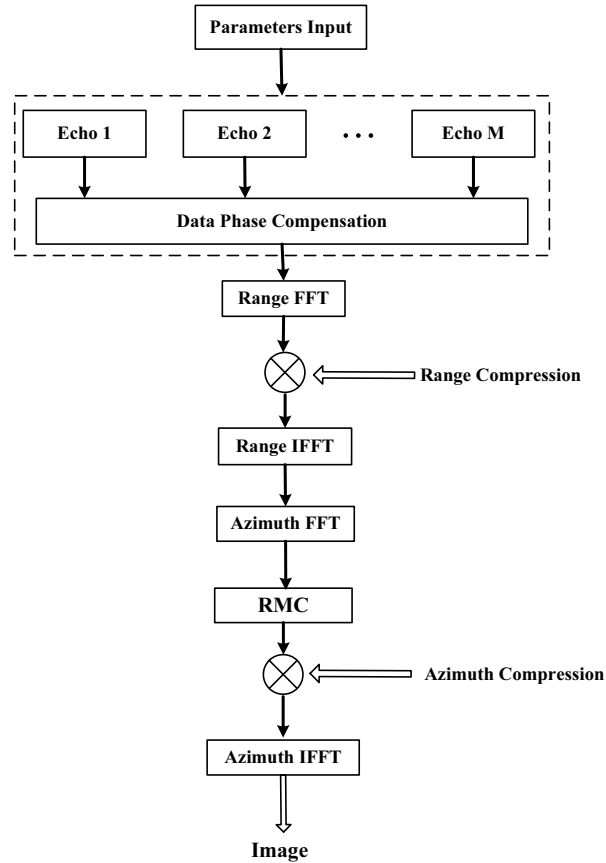 Parameters Input
Echo 1
Echo 2
...
Echo M
Data Phase Compensation
Range FFT
Range Compression
Range IFFT
Azimuth FFT
RMC
Azimuth Compression
Azimuth IFFT
Image